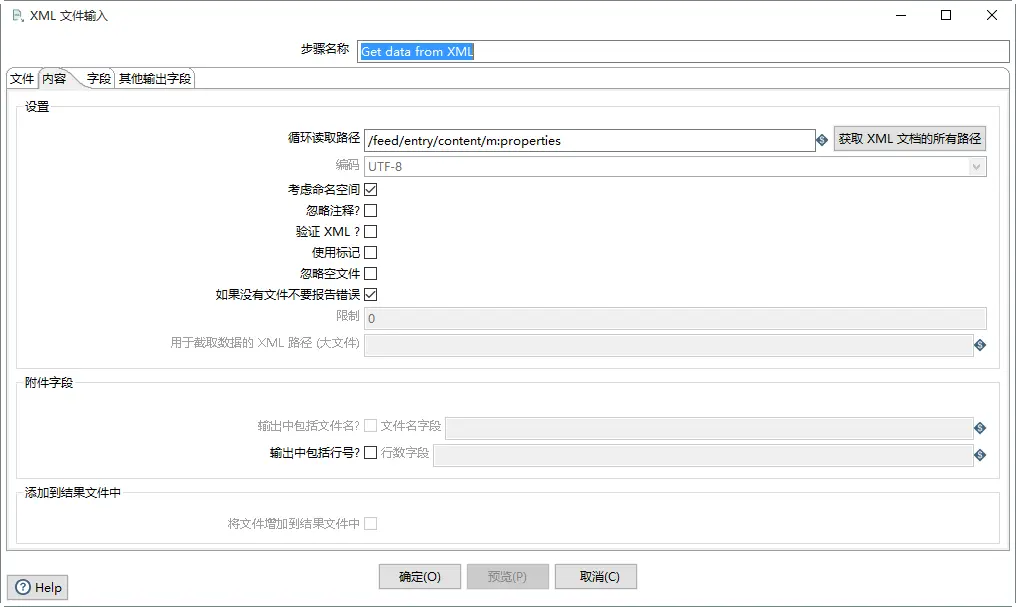 XML 文件输入
步骤名称 Get data from XML
文件 内容 字段 其他输出字段
设置
循环读取路径 /feed/entry/content/m:properties 获取 XML 文档的所有路径
编码 UTF-8
考虑命名空间
忽略注释?
验证 XML ?
使用标记
忽略空文件
如果没有文件不要报告错误
限制 0
用于截取数据的 XML 路径 (大文件)
附件字段
输出中包括文件名? 文件名字段
输出中包括行号? 行数字段
添加到结果文件中
将文件增加到结果文件中
确定(O) 预览(P) 取消(C)
Help